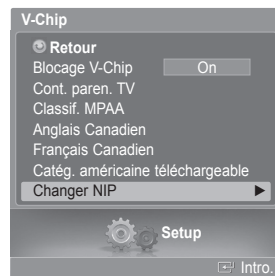 V-Chip
Retour
Blocage V-Chip On
Cont. paren. TV
Classif. MPAA
Anglais Canadien
Français Canadien
Catég. américaine téléchargeable
Changer NIP
Setup
Intro.